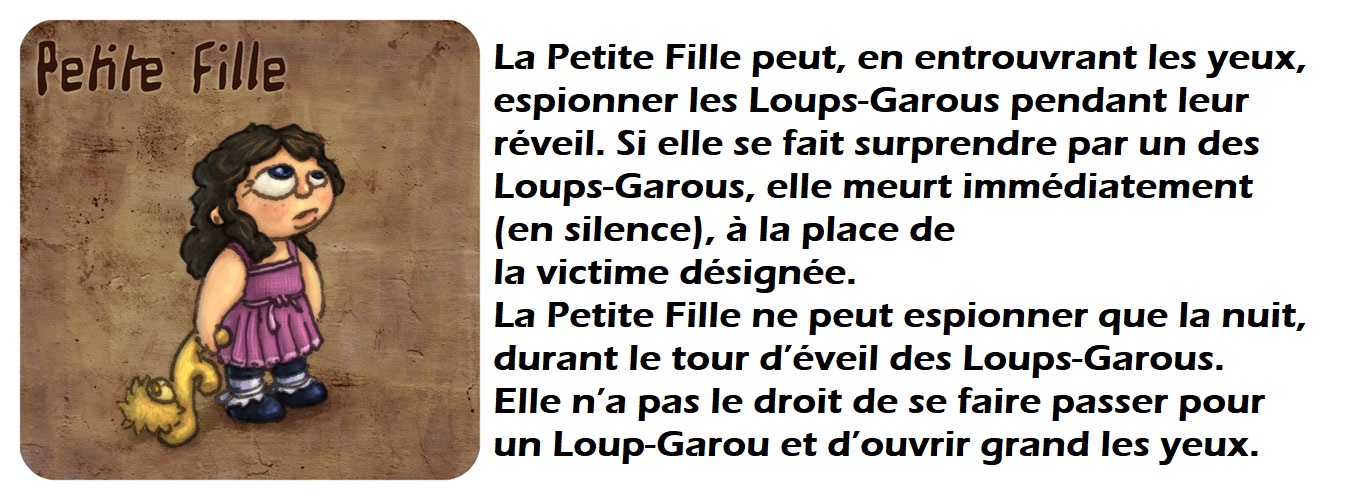 Petite Fille
La Petite Fille peut, en entrouvrant les yeux,
espionner les Loups-Garous pendant leur
réveil. Si elle se fait surprendre par un des
Loups-Garous, elle meurt immédiatement
(en silence), à la place de
la victime désignée.
La Petite Fille ne peut espionner que la nuit,
durant le tour d’éveil des Loups-Garous.
Elle n’a pas le droit de se faire passer pour
un Loup-Garou et d’ouvrir grand les yeux.